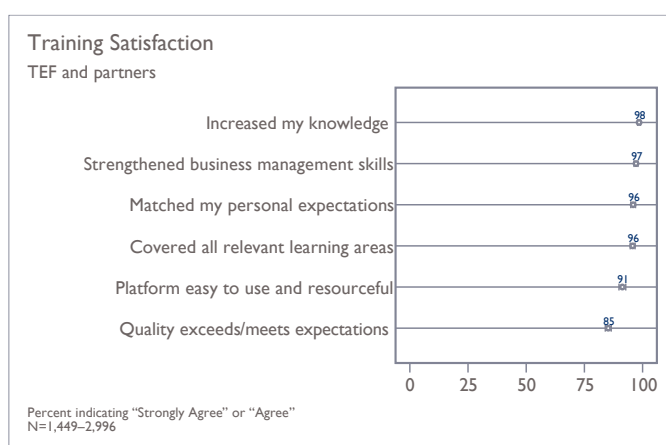 Training Satisfaction
TEF and partners
Increased my knowledge 98
Strengthened business management skills 97
Matched my personal expectations 96
Covered all relevant learning areas 96
Platform easy to use and resourceful 91
Quality exceeds/meets expectations 85
0 25 50 75 100
Percent indicating “Strongly Agree” or “Agree”
N=1,449–2,996